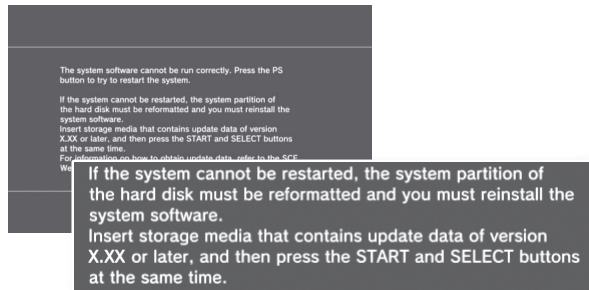 The system software cannot be run correctly. Press the PS
button to try to restart the system.
If the system cannot be restarted, the system partition of
the hard disk must be reformatted and you must reinstall the
system software.
Insert storage media that contains update data of version
X.XX or later, and then press the START and SELECT buttons
at the same time.
For information on how to obtain update data, refer to the SCE
We
If the system cannot be restarted, the system partition of
the hard disk must be reformatted and you must reinstall the
system software.
Insert storage media that contains update data of version
X.XX or later, and then press the START and SELECT buttons
at the same time.